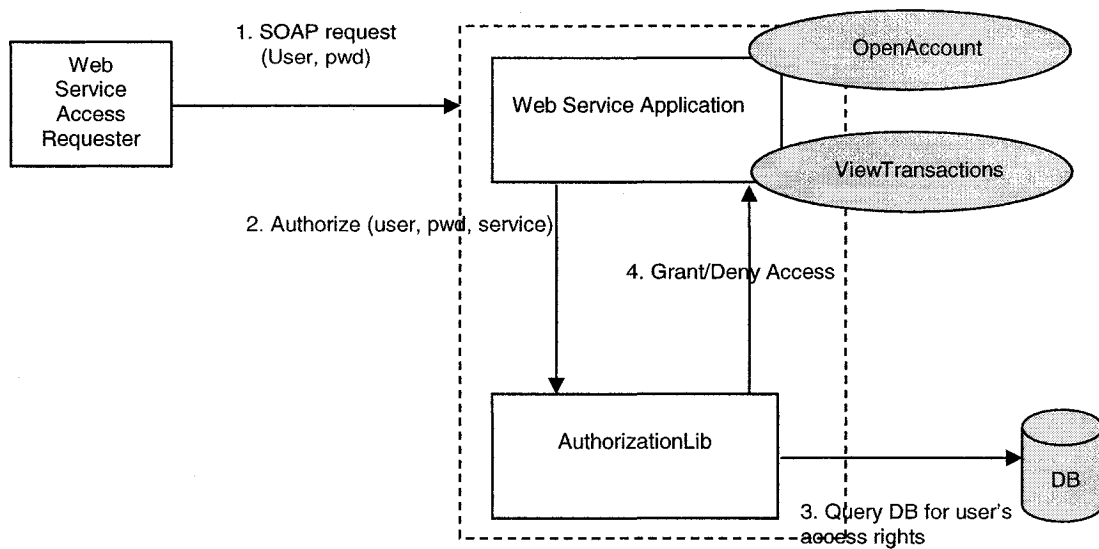 1. SOAP request
(User, pwd)
OpenAccount
Web
Service
Access
Requester
Web Service Application
ViewTransactions
2. Authorize (user, pwd, service)
4. Grant/Deny Access
AuthorizationLib
DB
3. Query DB for user's
access rights